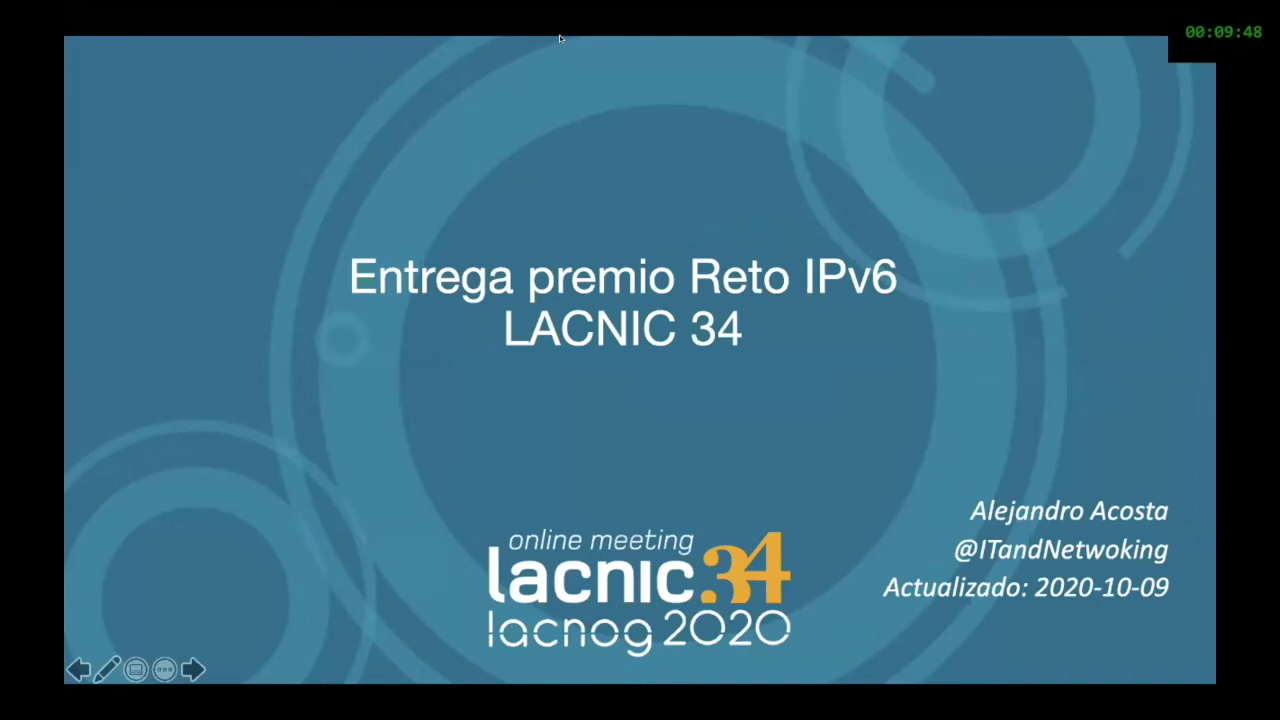 00:09:48
Entrega premio Reto IPv6
LACNIC 34
Alejandro Acosta
@ITandNetwoking
Actualizado: 2020-10-09
online meeting
lacnic 34
lacnog 2020